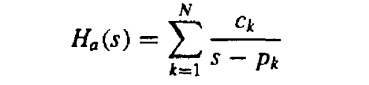 $$H_a(s) = \sum_{k=1}^{N} \frac{c_k}{s - p_k}$$